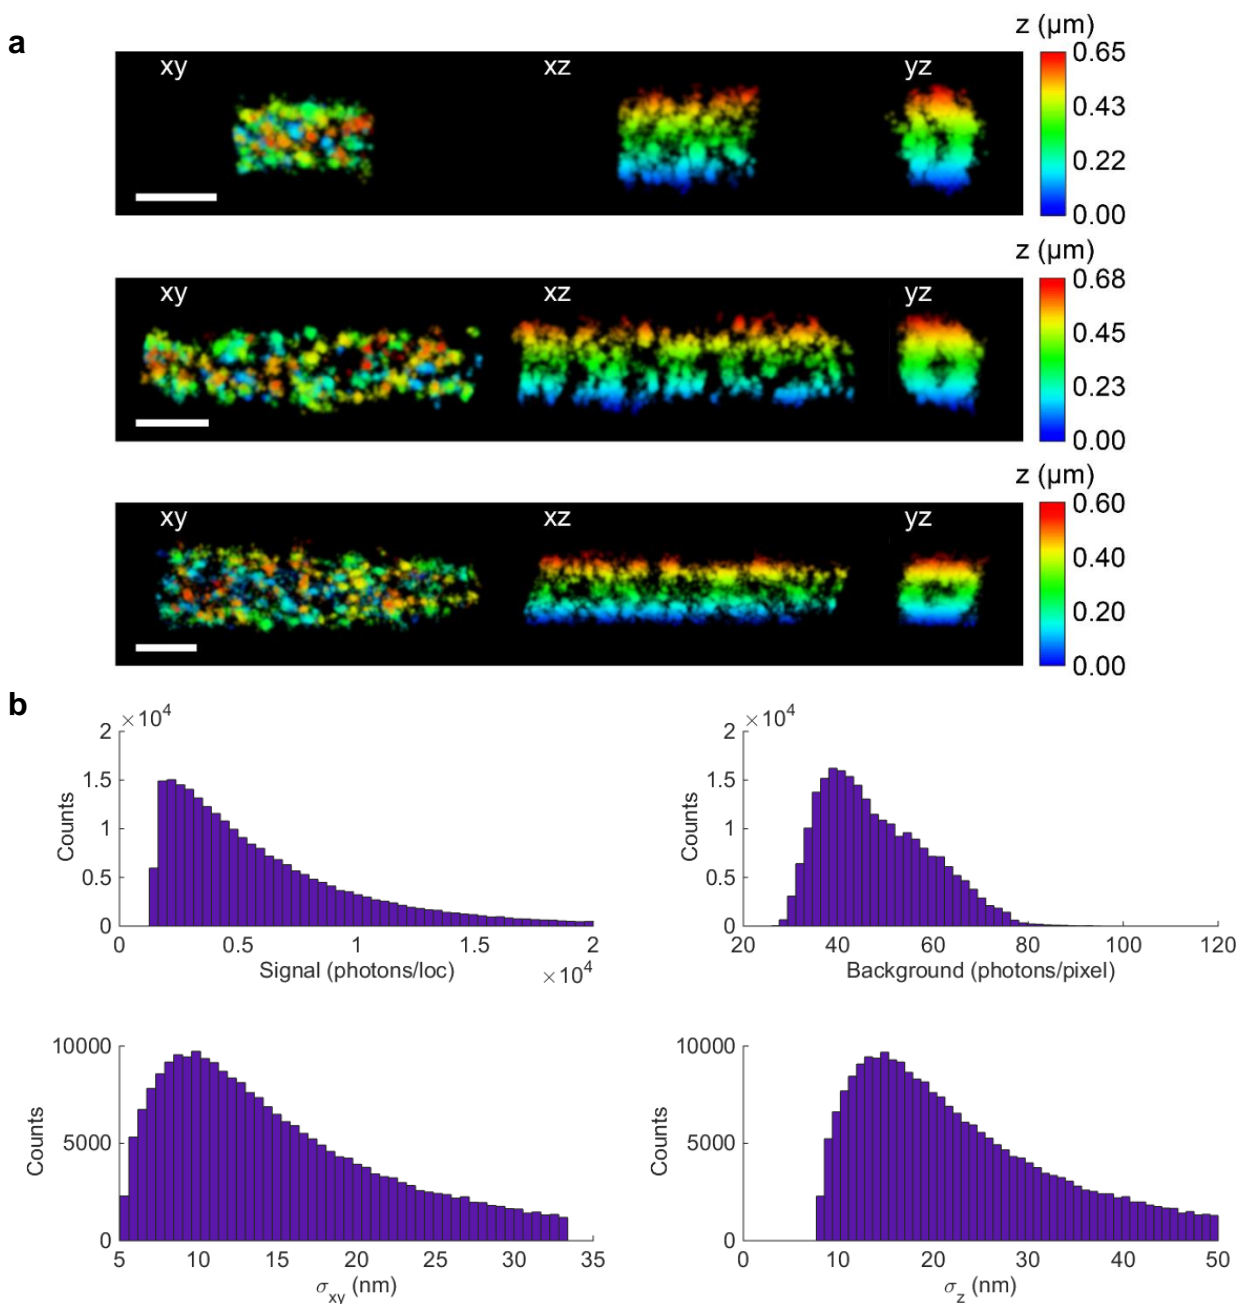 a
z (μm)
xy
xz
yz
0.65
0.43
0.22
0.00
z (μm)
xy
xz
yz
0.68
0.45
0.23
0.00
z (μm)
xy
xz
yz
0.60
0.40
0.20
0.00
b
×10⁴
2
1.5
1
0.5
0
Counts
0 0.5 1 1.5 2
Signal (photons/loc)
×10⁴
×10⁴
2
1.5
1
0.5
0
Counts
20 40 60 80 100 120
Background (photons/pixel)
10000
5000
0
Counts
5 10 15 20 25 30 35
σxy (nm)
10000
5000
0
Counts
0 10 20 30 40 50
σz (nm)